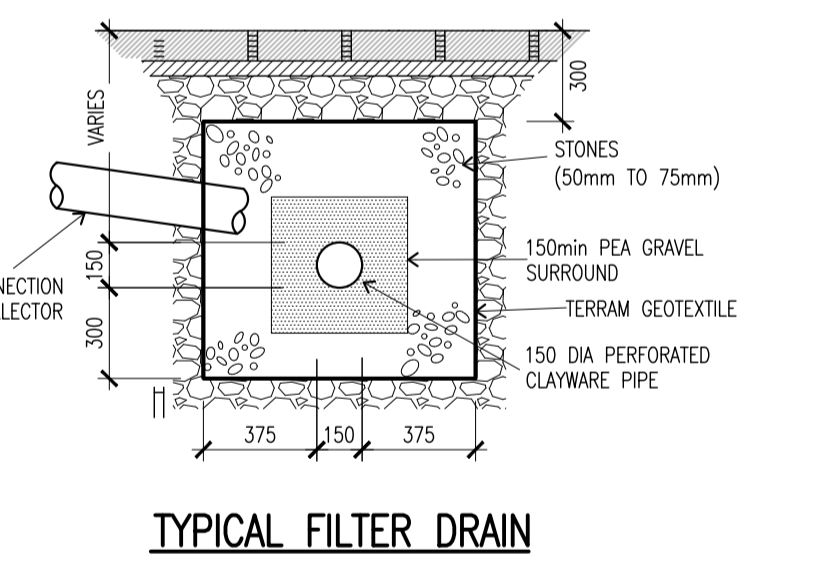 300
VARIES
STONES
(50mm TO 75mm)
150
300
150min PEA GRAVEL
SURROUND
TERRAM GEOTEXTILE
150 DIA PERFORATED
CLAYWARE PIPE
375
150
375
TYPICAL FILTER DRAIN